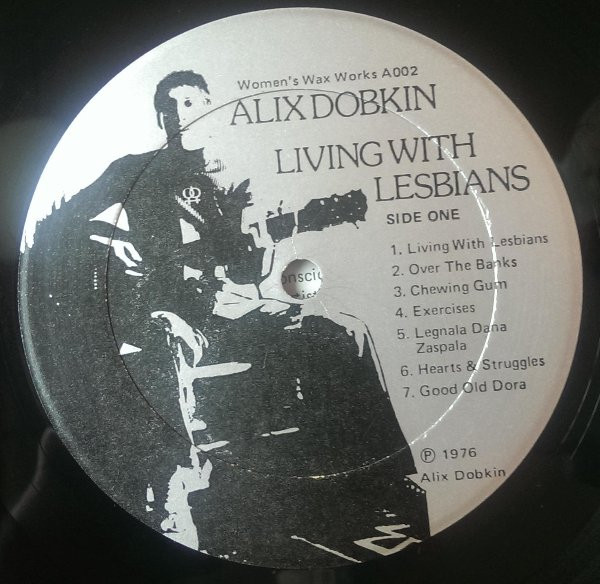 Women's Wax Works A002
ALIX DOBKIN
LIVING WITH
LESBIANS
SIDE ONE
1. Living With Lesbians
2. Over The Banks
3. Chewing Gum
4. Exercises
5. Legnala Dana
Zaspala
6. Hearts & Struggles
7. Good Old Dora
℗ 1976
Alix Dobkin